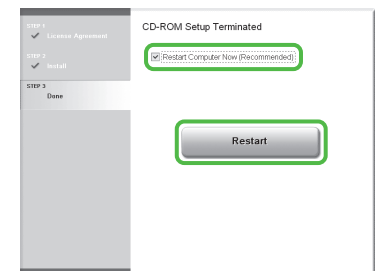 STEP 1
License Agreement
STEP 2
Install
STEP 3
Done
CD-ROM Setup Terminated
Restart Computer Now (Recommended)
Restart